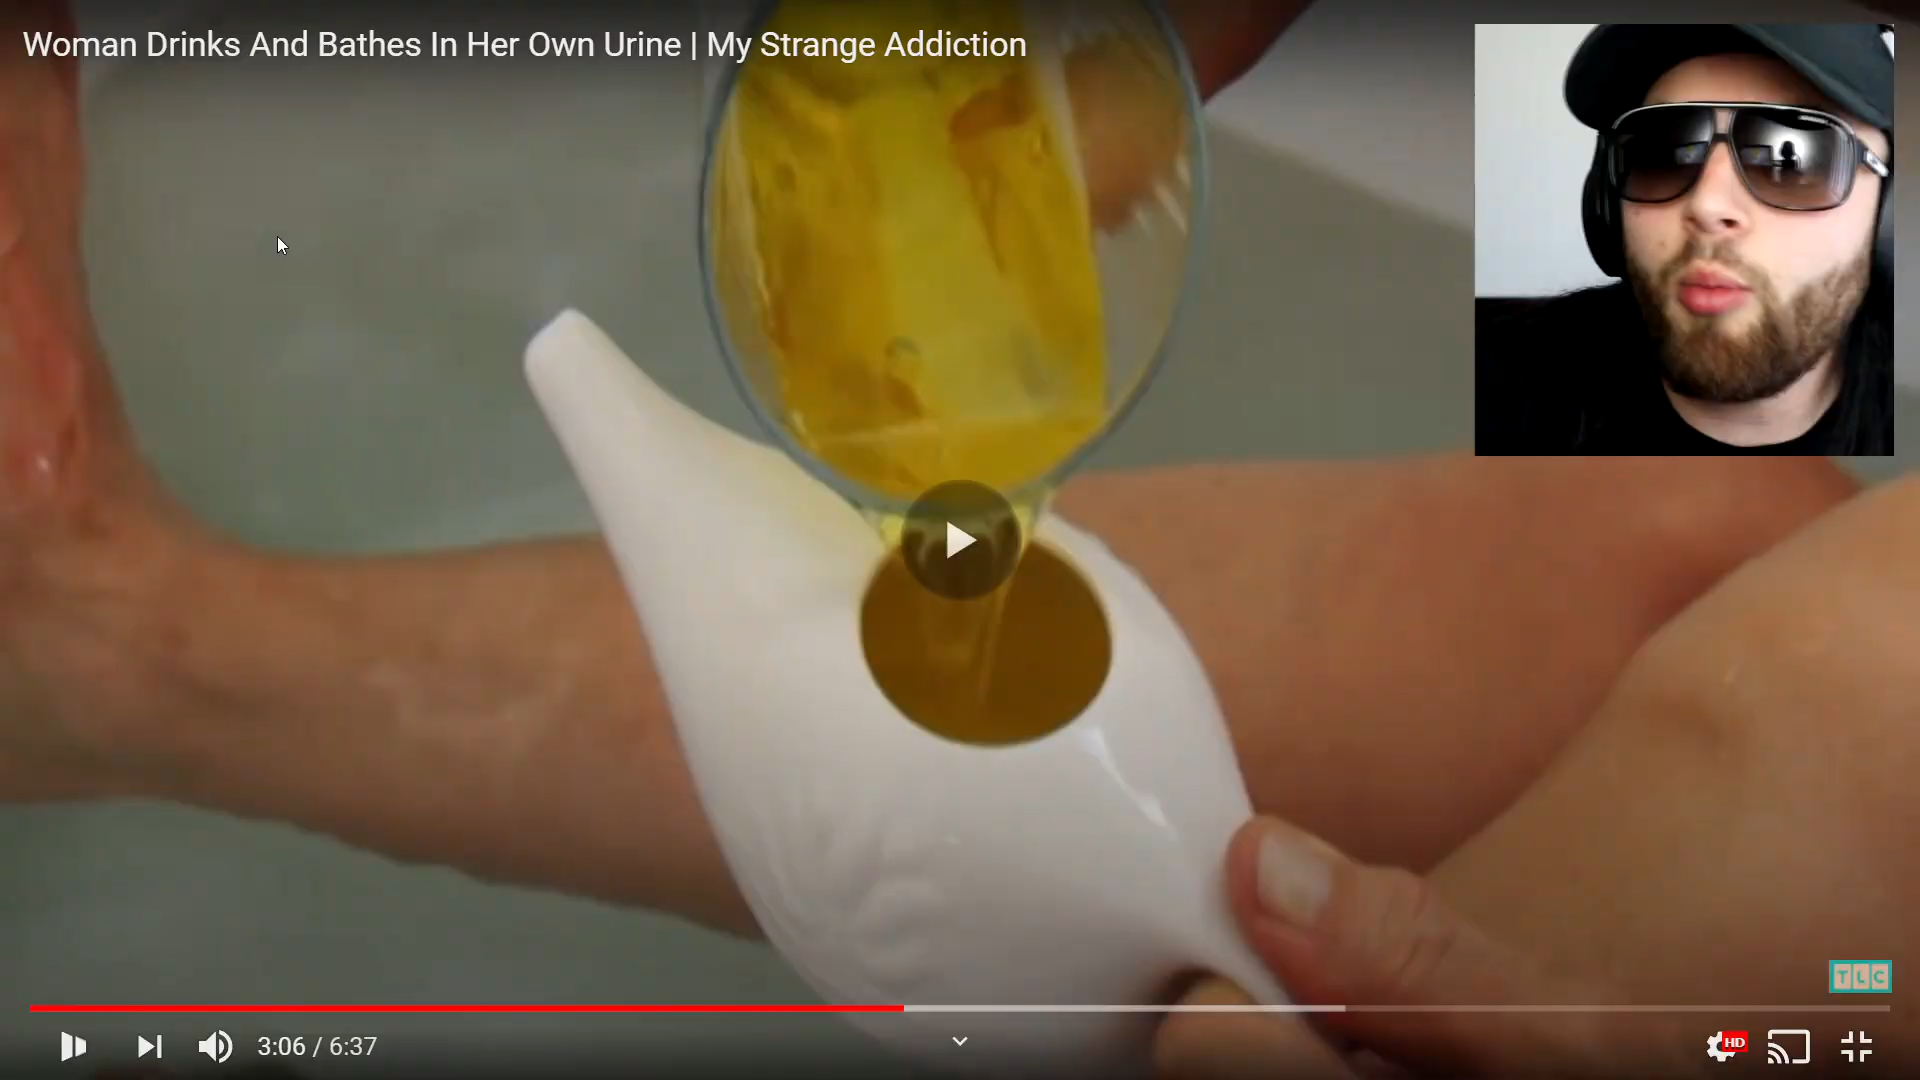 Woman Drinks And Bathes In Her Own Urine | My Strange Addiction
TLC
3:06 / 6:37
HD